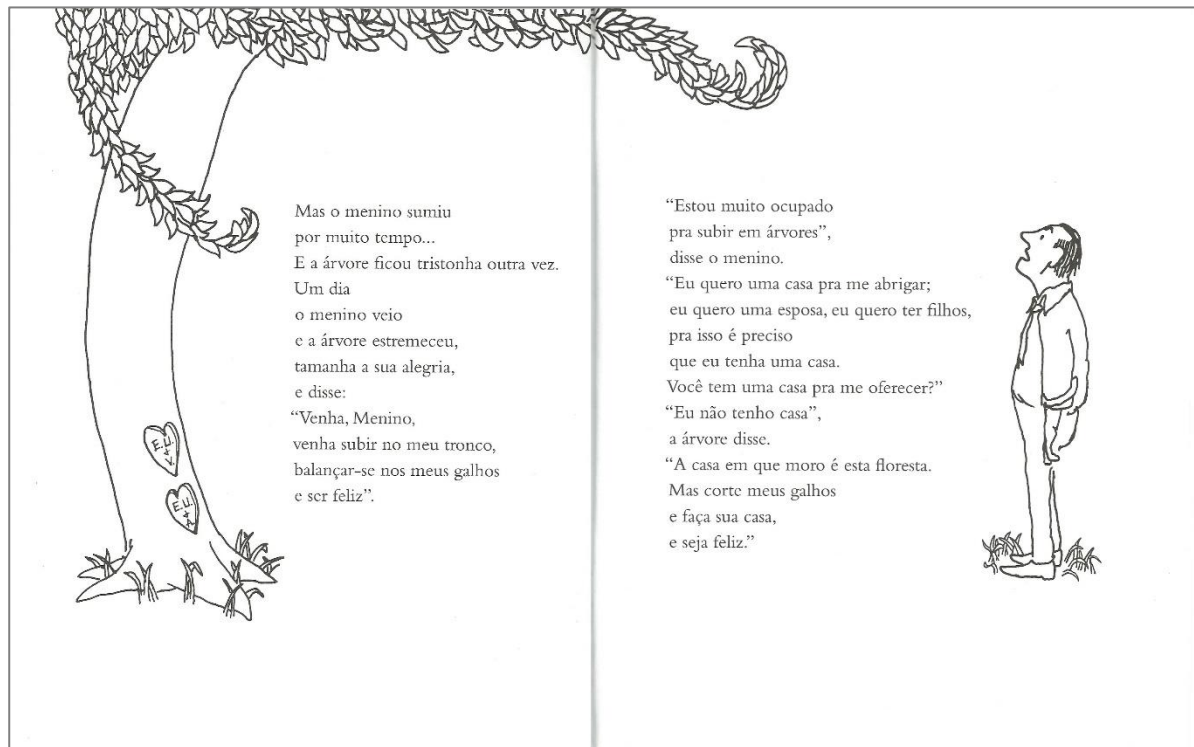 Mas o menino sumiu
por muito tempo...
E a árvore ficou tristonha outra vez.
Um dia
o menino veio
e a árvore estremeceu,
tamanha a sua alegria,
e disse:
“Venha, Menino,
venha subir no meu tronco,
balançar-se nos meus galhos
e ser feliz”.
E.U.
+
E.U.
+
“Estou muito ocupado
pra subir em árvores”,
disse o menino.
“Eu quero uma casa pra me abrigar;
eu quero uma esposa, eu quero ter filhos,
pra isso é preciso
que eu tenha uma casa.
Você tem uma casa pra me oferecer?”
“Eu não tenho casa”,
a árvore disse.
“A casa em que moro é esta floresta.
Mas corte meus galhos
e faça sua casa,
e seja feliz.”